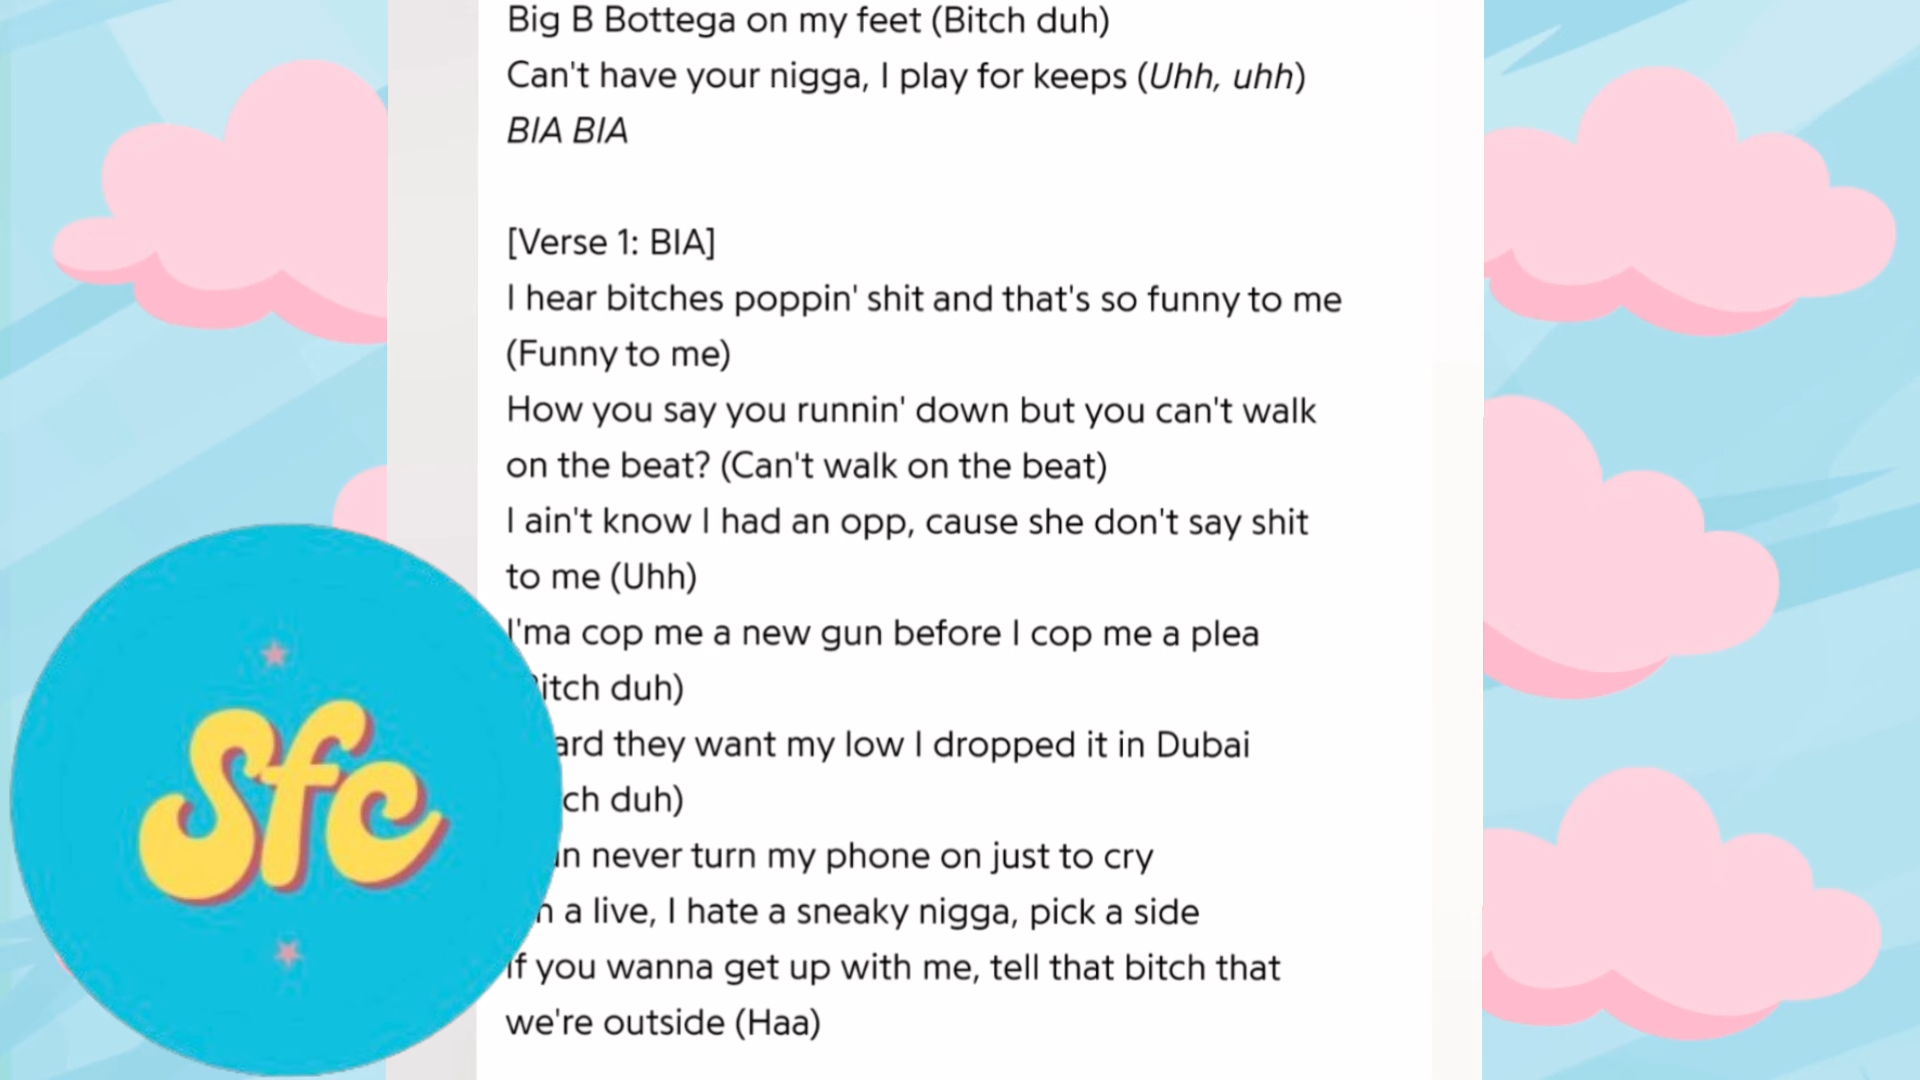 Big B Bottega on my feet (Bitch duh)
Can't have your nigga, I play for keeps (Uhh, uhh)
BIA BIA
[Verse 1: BIA]
I hear bitches poppin' shit and that's so funny to me
(Funny to me)
How you say you runnin' down but you can't walk
on the beat? (Can't walk on the beat)
I ain't know I had an opp, cause she don't say shit
to me (Uhh)
I'ma cop me a new gun before I cop me a plea
itch duh)
ard they want my low I dropped it in Dubai
ch duh)
never turn my phone on just to cry
a live, I hate a sneaky nigga, pick a side
If you wanna get up with me, tell that bitch that
we're outside (Haa)
Sfc